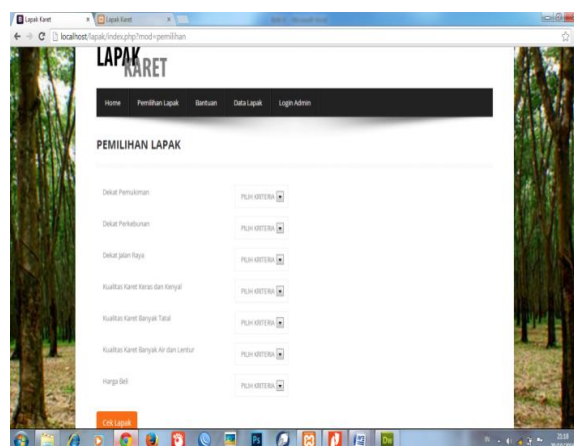 Lapak Karet
Lapak Karet
localhost/lapak/index.php?mod=pemilihan
LAPAK
KARET
Home Pemilihan Lapak Bantuan Data Lapak Login Admin
PEMILIHAN LAPAK
Dekat Pemukiman PILIH KRITERIA
Dekat Perkebunan PILIH KRITERIA
Dekat Jalan Raya PILIH KRITERIA
Kualitas Karet Keras dan Kenyal PILIH KRITERIA
Kualitas Karet Banyak Tatal PILIH KRITERIA
Kualitas Karet Banyak Air dan Lentur PILIH KRITERIA
Harga Beli PILIH KRITERIA
Cek Lapak
IN 21:18